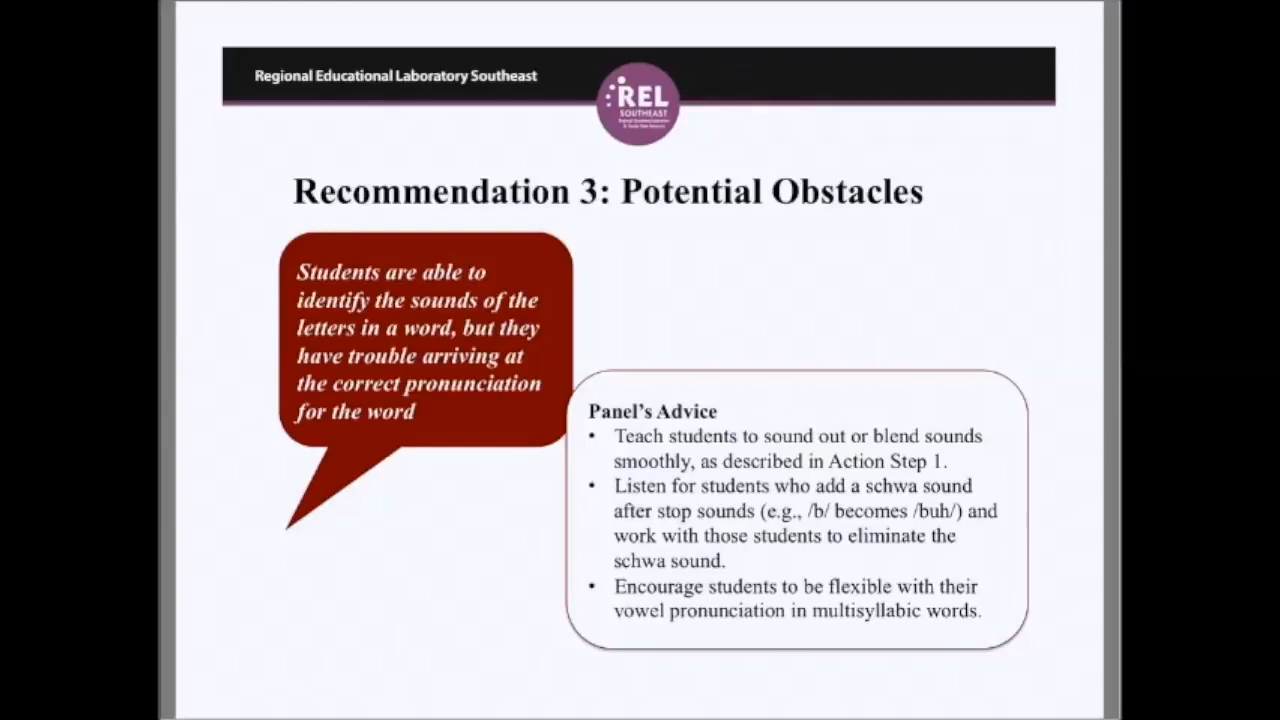 Regional Educational Laboratory Southeast
REL
SOUTHEAST
Recommendation 3: Potential Obstacles
Students are able to
identify the sounds of the
letters in a word, but they
have trouble arriving at
the correct pronunciation
for the word
Panel's Advice
• Teach students to sound out or blend sounds
smoothly, as described in Action Step 1.
• Listen for students who add a schwa sound
after stop sounds (e.g., /b/ becomes /buh/) and
work with those students to eliminate the
schwa sound.
• Encourage students to be flexible with their
vowel pronunciation in multisyllabic words.